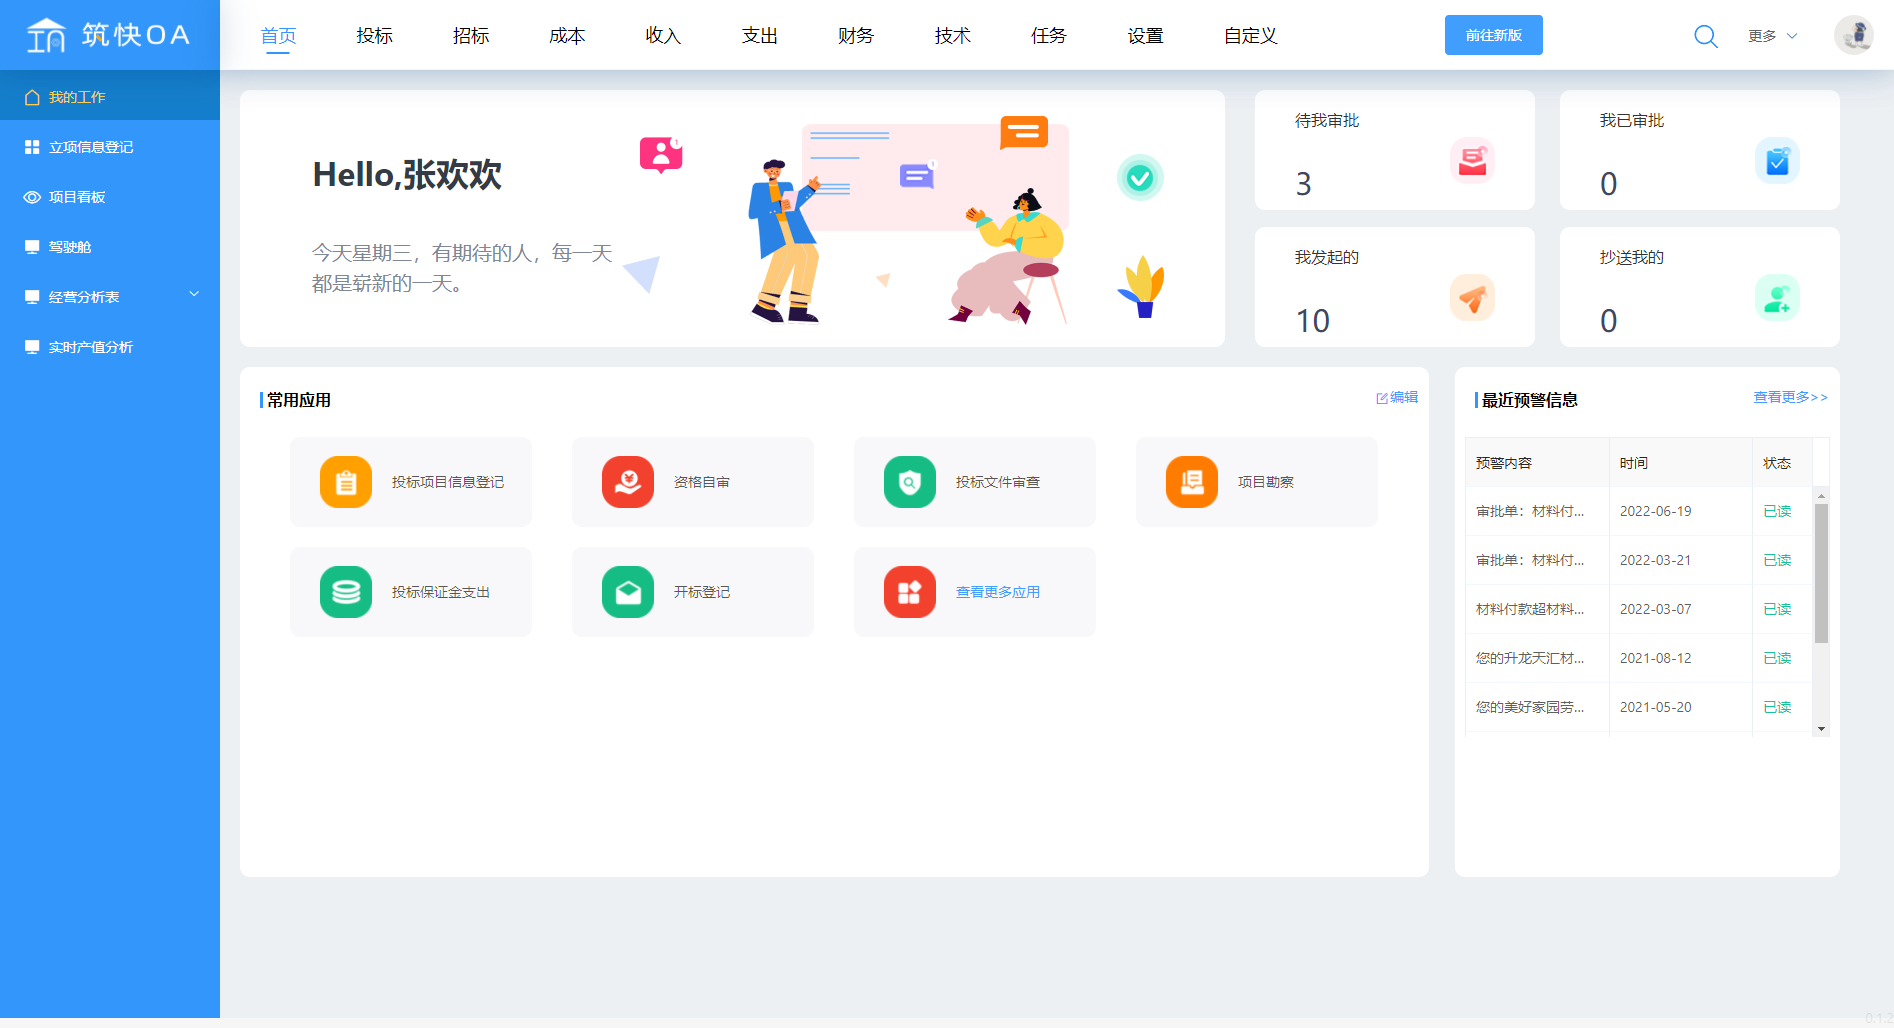 筑快OA
首页 投标 招标 成本 收入 支出 财务 技术 任务 设置 自定义 前往新版 更多
我的工作
立项信息登记
项目看板
驾驶舱
经营分析表
实时产值分析
Hello,张欢欢
今天星期三，有期待的人，每一天
都是崭新的一天。
待我审批
3
我已审批
0
我发起的
10
抄送我的
0
常用应用
编辑
投标项目信息登记
资格自审
投标文件审查
项目勘察
投标保证金支出
开标登记
查看更多应用
最近预警信息
查看更多>>
预警内容 时间 状态
审批单：材料付... 2022-06-19 已读
审批单：材料付... 2022-03-21 已读
材料付款超材料... 2022-03-07 已读
您的升龙天汇材... 2021-08-12 已读
您的美好家园劳... 2021-05-20 已读
0.1.2